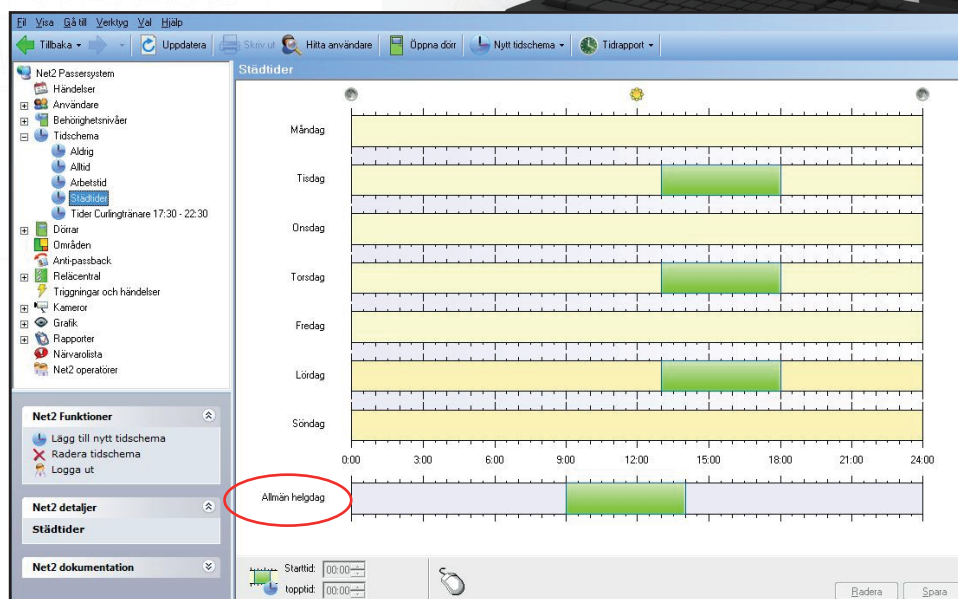 Fil Visa Gå till Verktyg Val Hjälp
Tillbaka Uppdatera Skriv ut Hitta användare Öppna dörr Nytt tidschema Tidrapport
Net2 Passersystem
Händelser
Användare
Behörighetsnivåer
Tidschema
Aldrig
Alltid
Arbetstid
Städtider
Tider Curlingtränare 17:30 - 22:30
Dörrar
Områden
Anti-passback
Reläcentral
Triggningar och händelser
Kameror
Grafik
Rapporter
Närvarolista
Net2 operatörer
Net2 Funktioner
Lägg till nytt tidschema
Radera tidschema
Logga ut
Net2 detaljer
Städtider
Net2 dokumentation
Städtider
Måndag
Tisdag
Onsdag
Torsdag
Fredag
Lördag
Söndag
0:00 3:00 6:00 9:00 12:00 15:00 18:00 21:00 24:00
Allmän helgdag
Starttid: 00:00
topptid: 00:00
Radera Spara